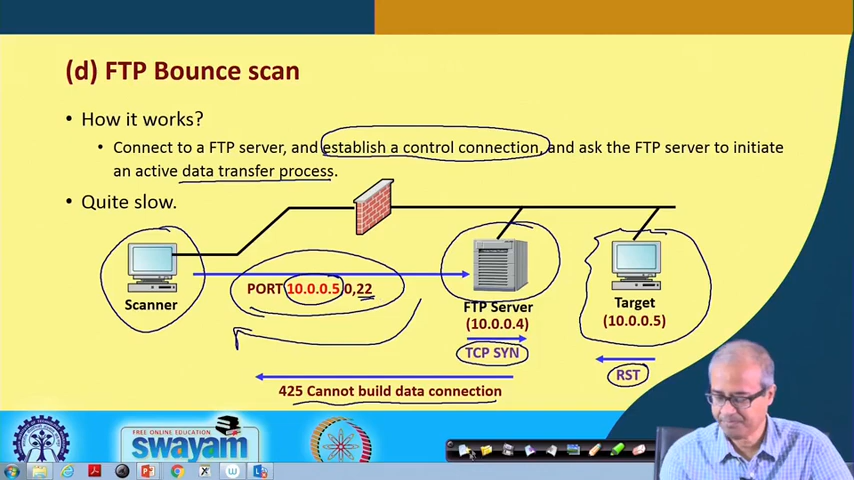 (d) FTP Bounce scan
• How it works?
• Connect to a FTP server, and establish a control connection, and ask the FTP server to initiate
an active data transfer process.
• Quite slow.
Scanner
PORT 10.0.0.5 0,22
FTP Server
(10.0.0.4)
Target
(10.0.0.5)
TCP SYN
RST
425 Cannot build data connection
FREE ONLINE EDUCATION
swayam